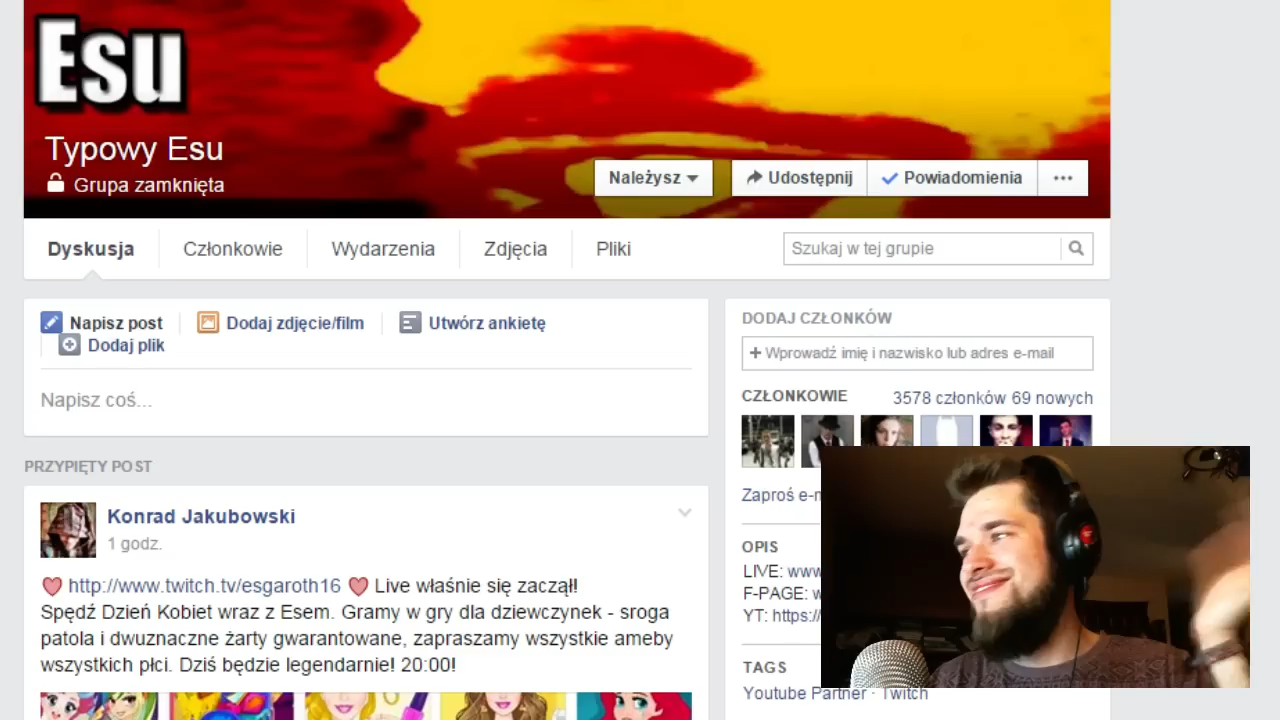 Esu
Typowy Esu
Grupa zamknięta
Należysz
Udostępnij
Powiadomienia
Dyskusja
Członkowie
Wydarzenia
Zdjęcia
Pliki
Szukaj w tej grupie
Napisz post
Dodaj zdjęcie/film
Utwórz ankietę
Dodaj plik
Napisz coś...
DODAJ CZŁONKÓW
+ Wprowadź imię i nazwisko lub adres e-mail
CZŁONKOWIE
3578 członków 69 nowych
Zaproś
OPIS
LIVE: www
F-PAGE:
YT: https:/
TAGS
Youtube Partner · Twitch
PRZYPIĘTY POST
Konrad Jakubowski
1 godz.
http://www.twitch.tv/esgaroth16 Live właśnie się zaczął!
Spędź Dzień Kobiet wraz z Esem. Gramy w gry dla dziewczynek - sroga
patola i dwuznaczne żarty gwarantowane, zapraszamy wszystkie ameby
wszystkich płci. Dziś będzie legendarnie! 20:00!